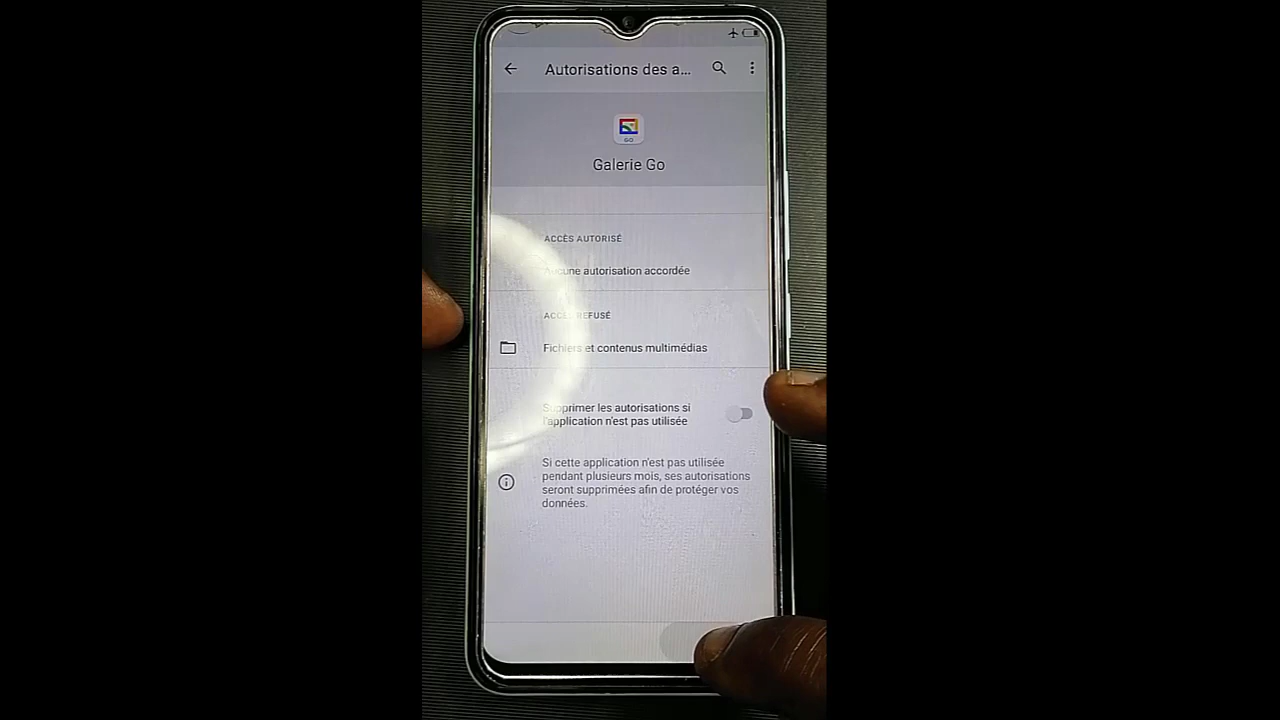 Autorisations des a...
GO
Galerie Go
ACCÈS AUTORISÉ
Aucune autorisation accordée
ACCÈS REFUSÉ
Fichiers et contenus multimédias
Supprimer les autorisations si
l'application n'est pas utilisée
Si cette application n'est pas utilisée
pendant plusieurs mois, ses autorisations
seront supprimées afin de protéger vos
données.